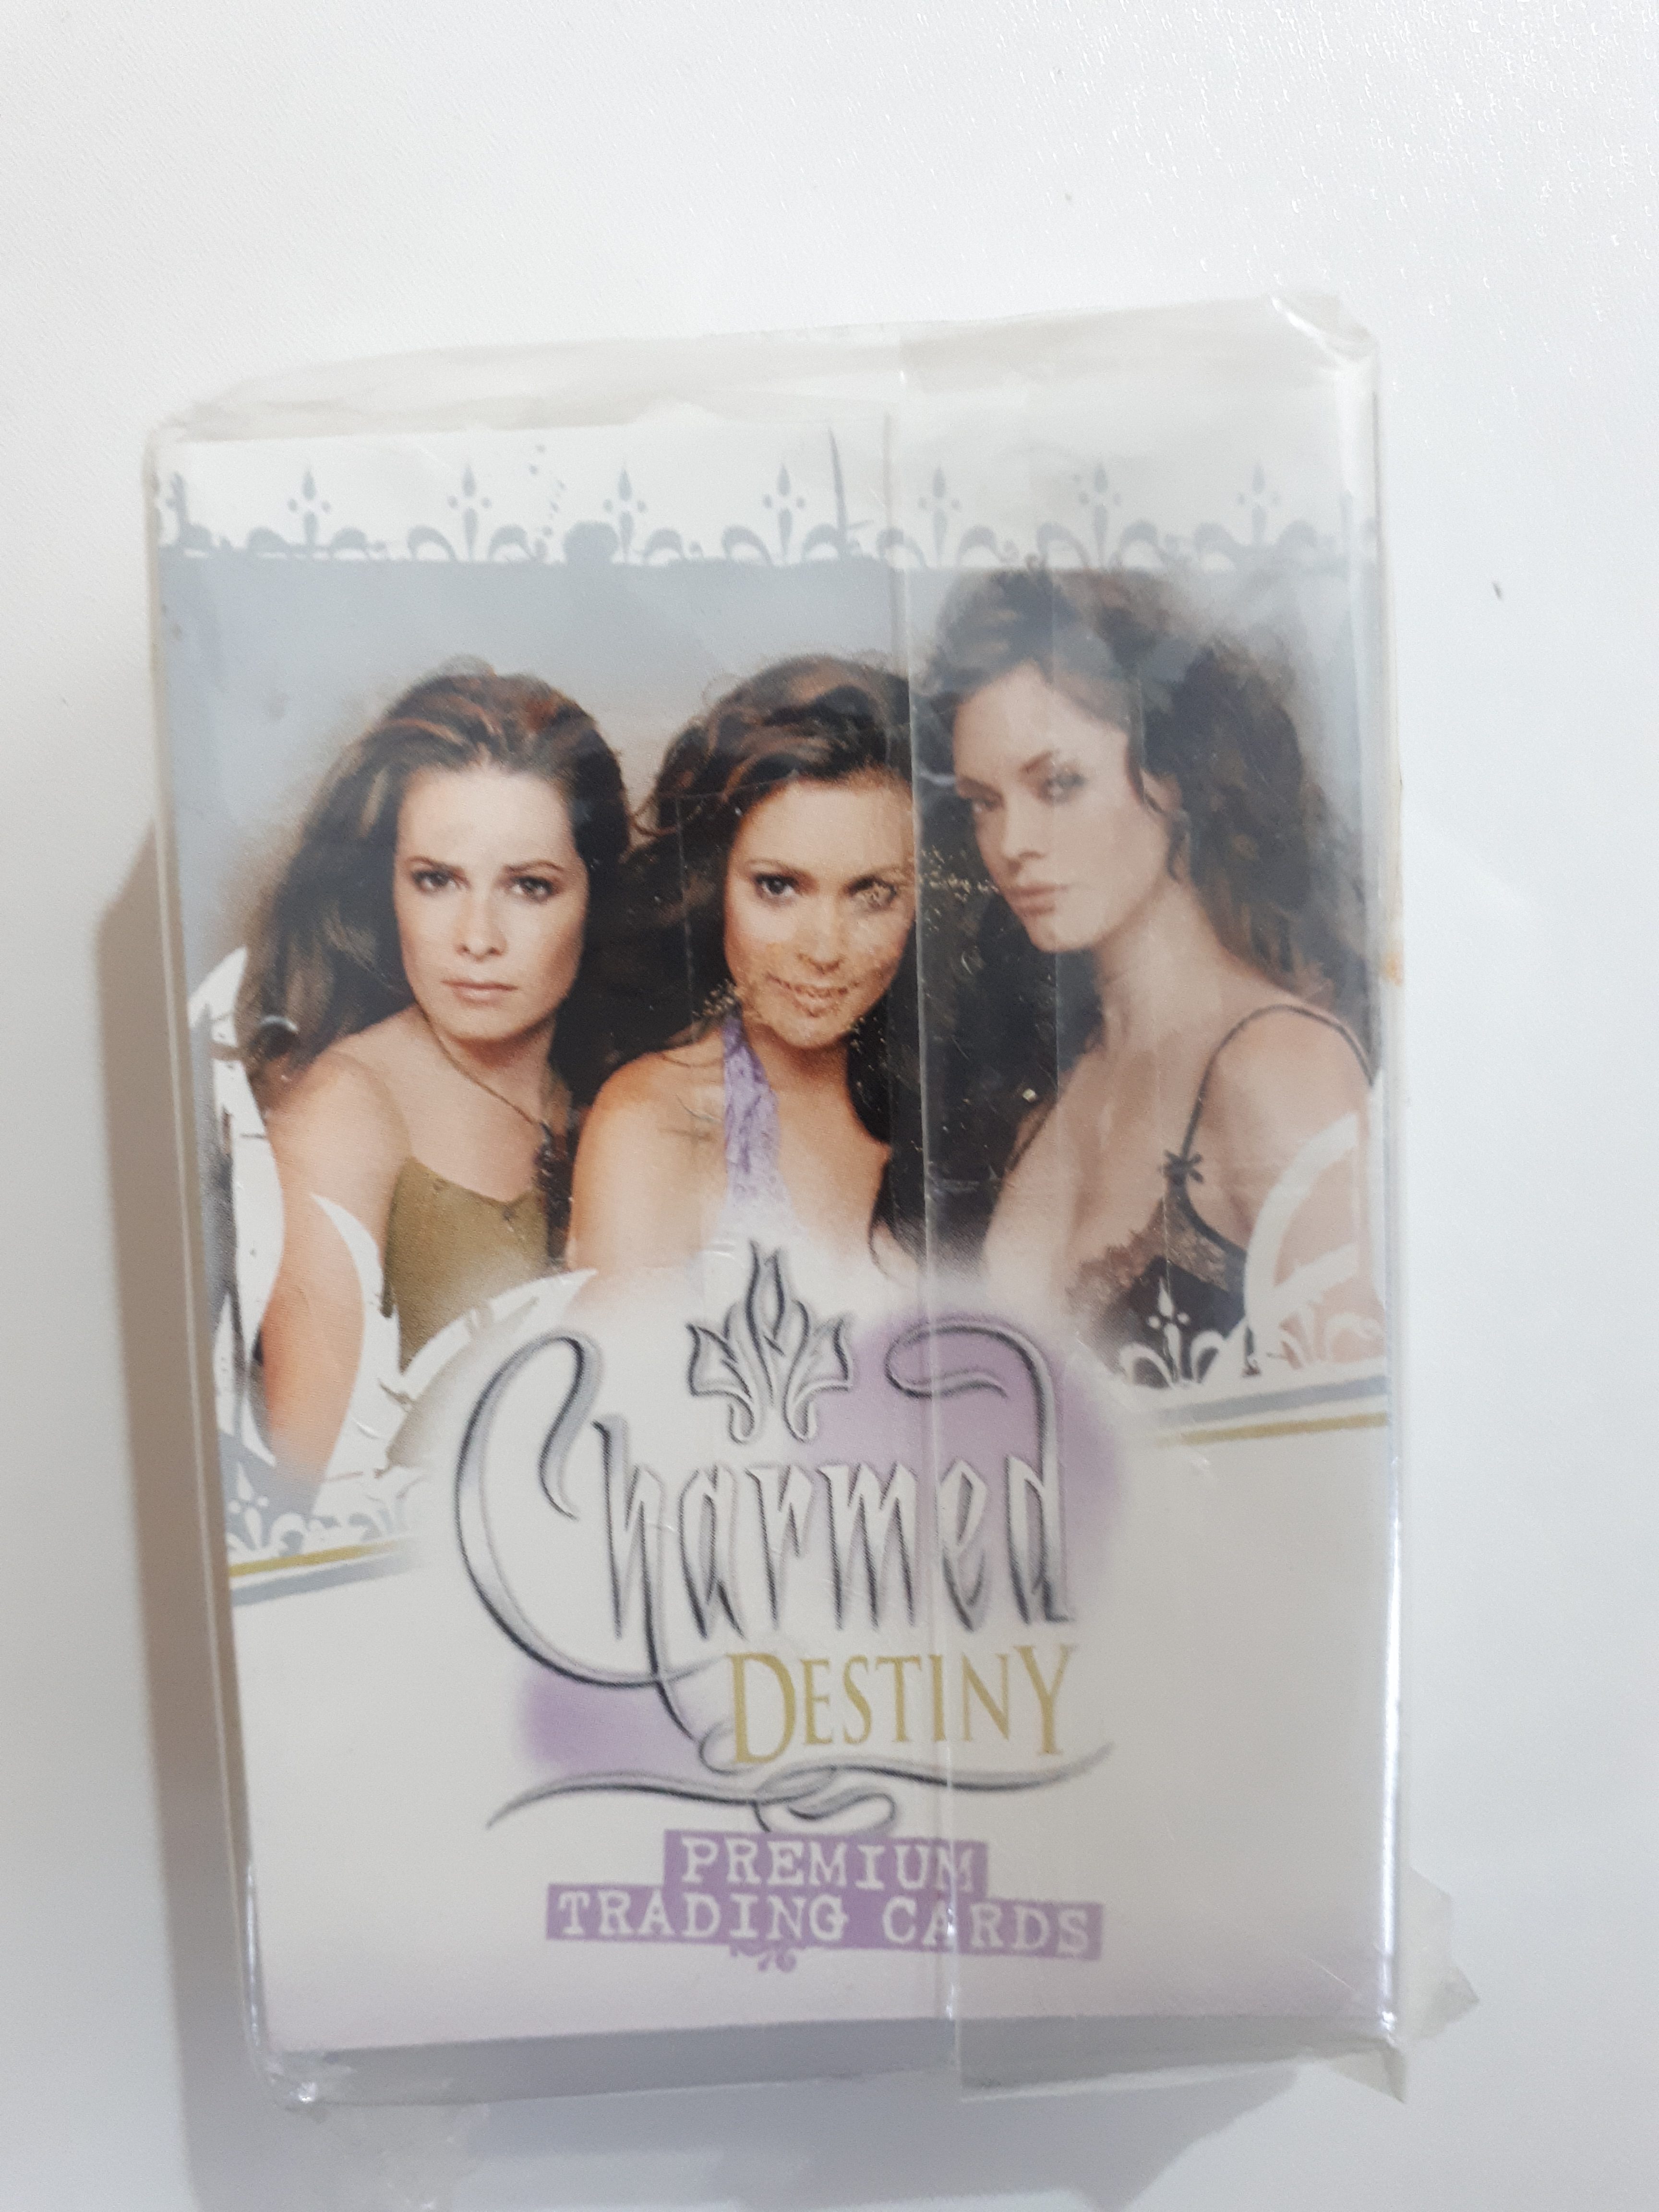 Charmed
DESTINY
PREMIUM
TRADING CARDS